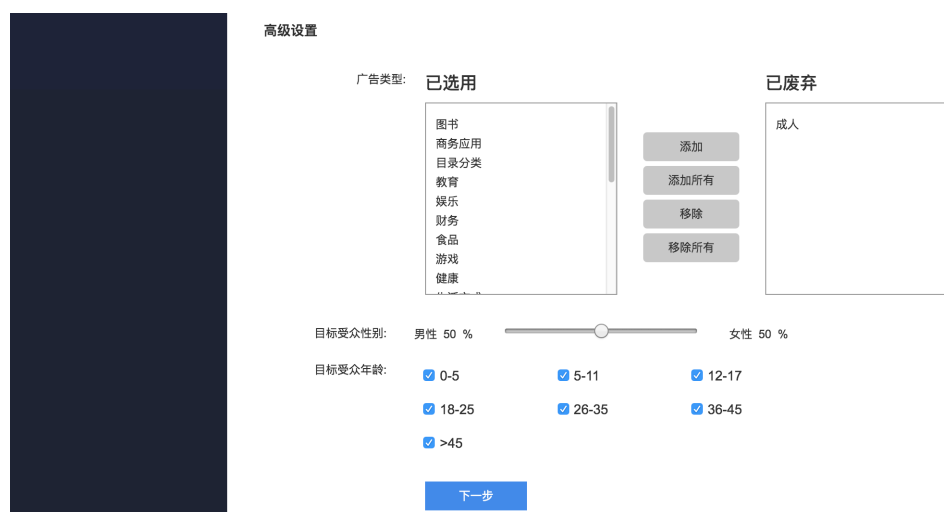 高级设置
广告类型:
已选用
已废弃
图书
商务应用
目录分类
教育
娱乐
财务
食品
游戏
健康
添加
添加所有
移除
移除所有
成人
目标受众性别: 男性 50 % 女性 50 %
目标受众年龄: 0-5 5-11 12-17
18-25 26-35 36-45
>45
下一步